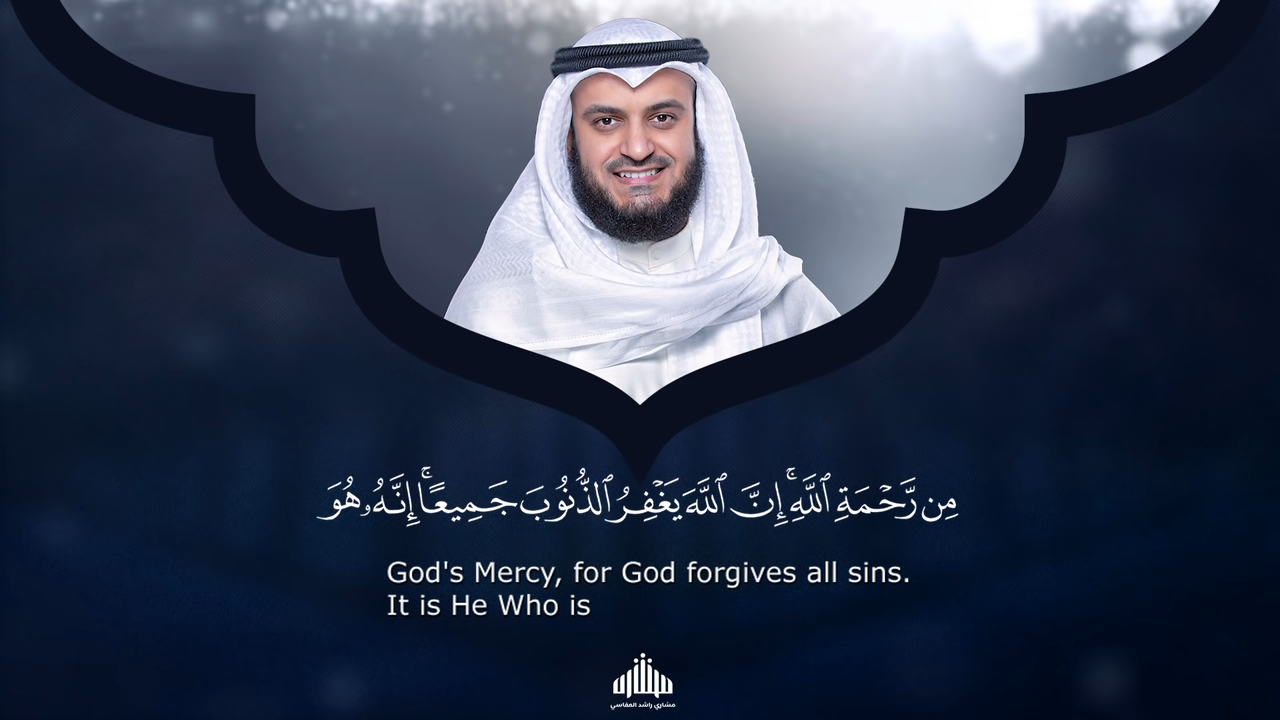 مِن رَّحْمَةِ ٱللَّهِ ۚ إِنَّ ٱللَّهَ يَغْفِرُ ٱلذُّنُوبَ جَمِيعًا ۚ إِنَّهُۥ هُوَ
God's Mercy, for God forgives all sins.
It is He Who is
مشاري راشد العفاسي